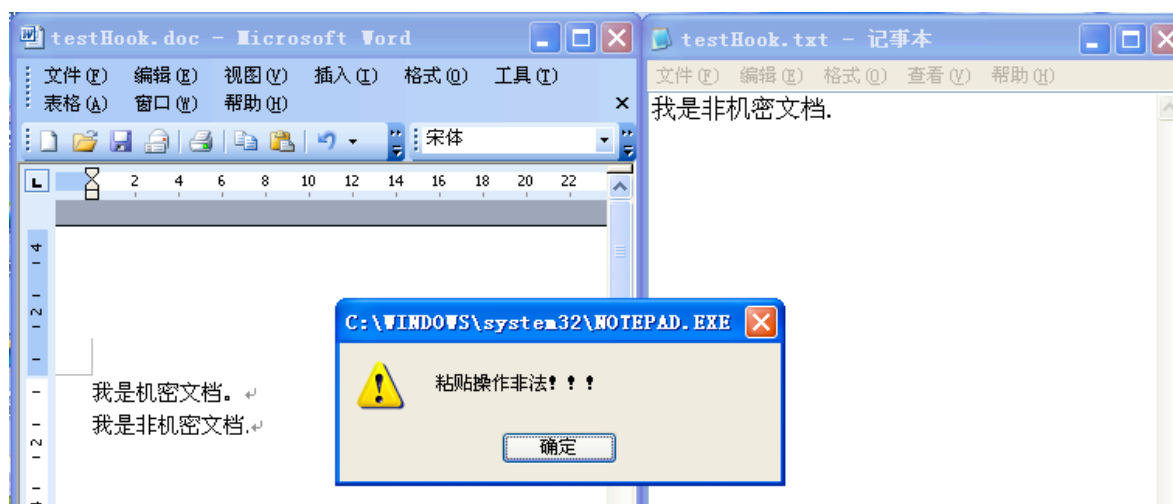 testHook.doc - Microsoft Word
文件(F) 编辑(E) 视图(V) 插入(I) 格式(O) 工具(T)
表格(A) 窗口(W) 帮助(H)
宋体
2 4 6 8 10 12 14 16 18 20 22
4
2
我是机密文档。
我是非机密文档.
2
testHook.txt - 记事本
文件(F) 编辑(E) 格式(O) 查看(V) 帮助(H)
我是非机密文档.
C:\WINDOWS\system32\NOTEPAD.EXE
粘贴操作非法!!!
确定